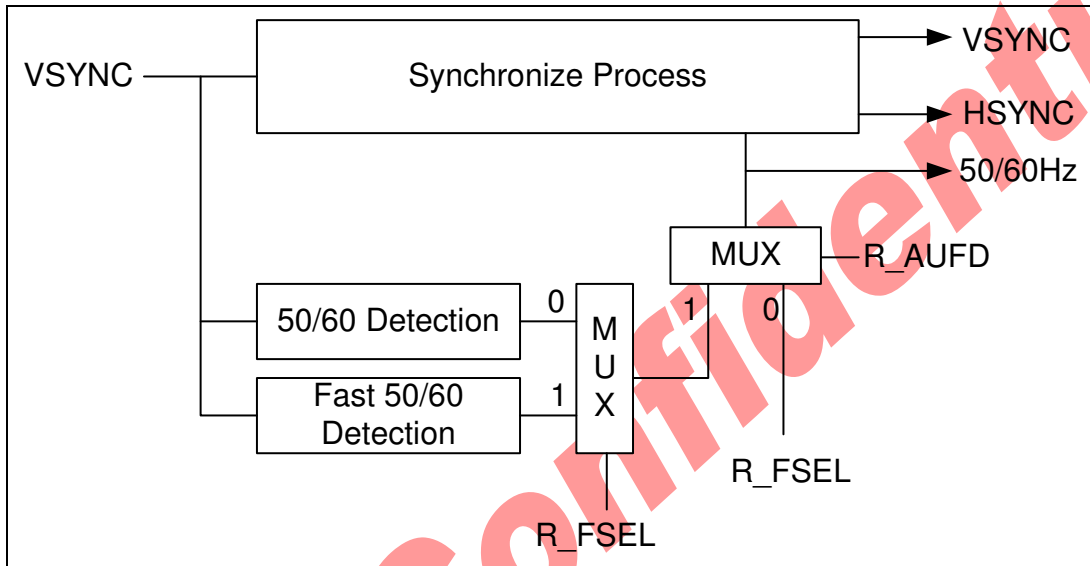 VSYNC
Synchronize Process
VSYNC
HSYNC
50/60Hz
MUX
R_AUFD
1
0
50/60 Detection
0
Fast 50/60
Detection
1
M
U
X
R_FSEL
R_FSEL
Confidenti